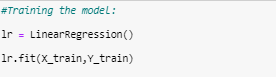 #Training the model:
lr = LinearRegression()
lr.fit(X_train,Y_train)